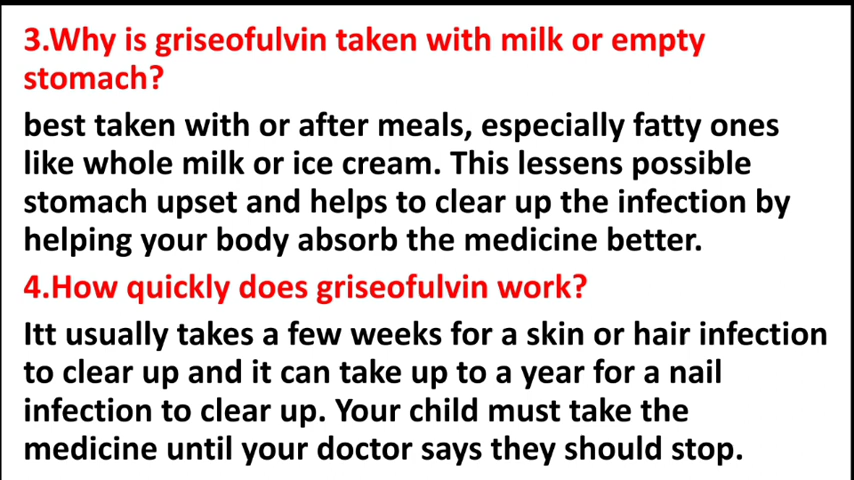 3.Why is griseofulvin taken with milk or empty
stomach?
best taken with or after meals, especially fatty ones
like whole milk or ice cream. This lessens possible
stomach upset and helps to clear up the infection by
helping your body absorb the medicine better.
4.How quickly does griseofulvin work?
Itt usually takes a few weeks for a skin or hair infection
to clear up and it can take up to a year for a nail
infection to clear up. Your child must take the
medicine until your doctor says they should stop.